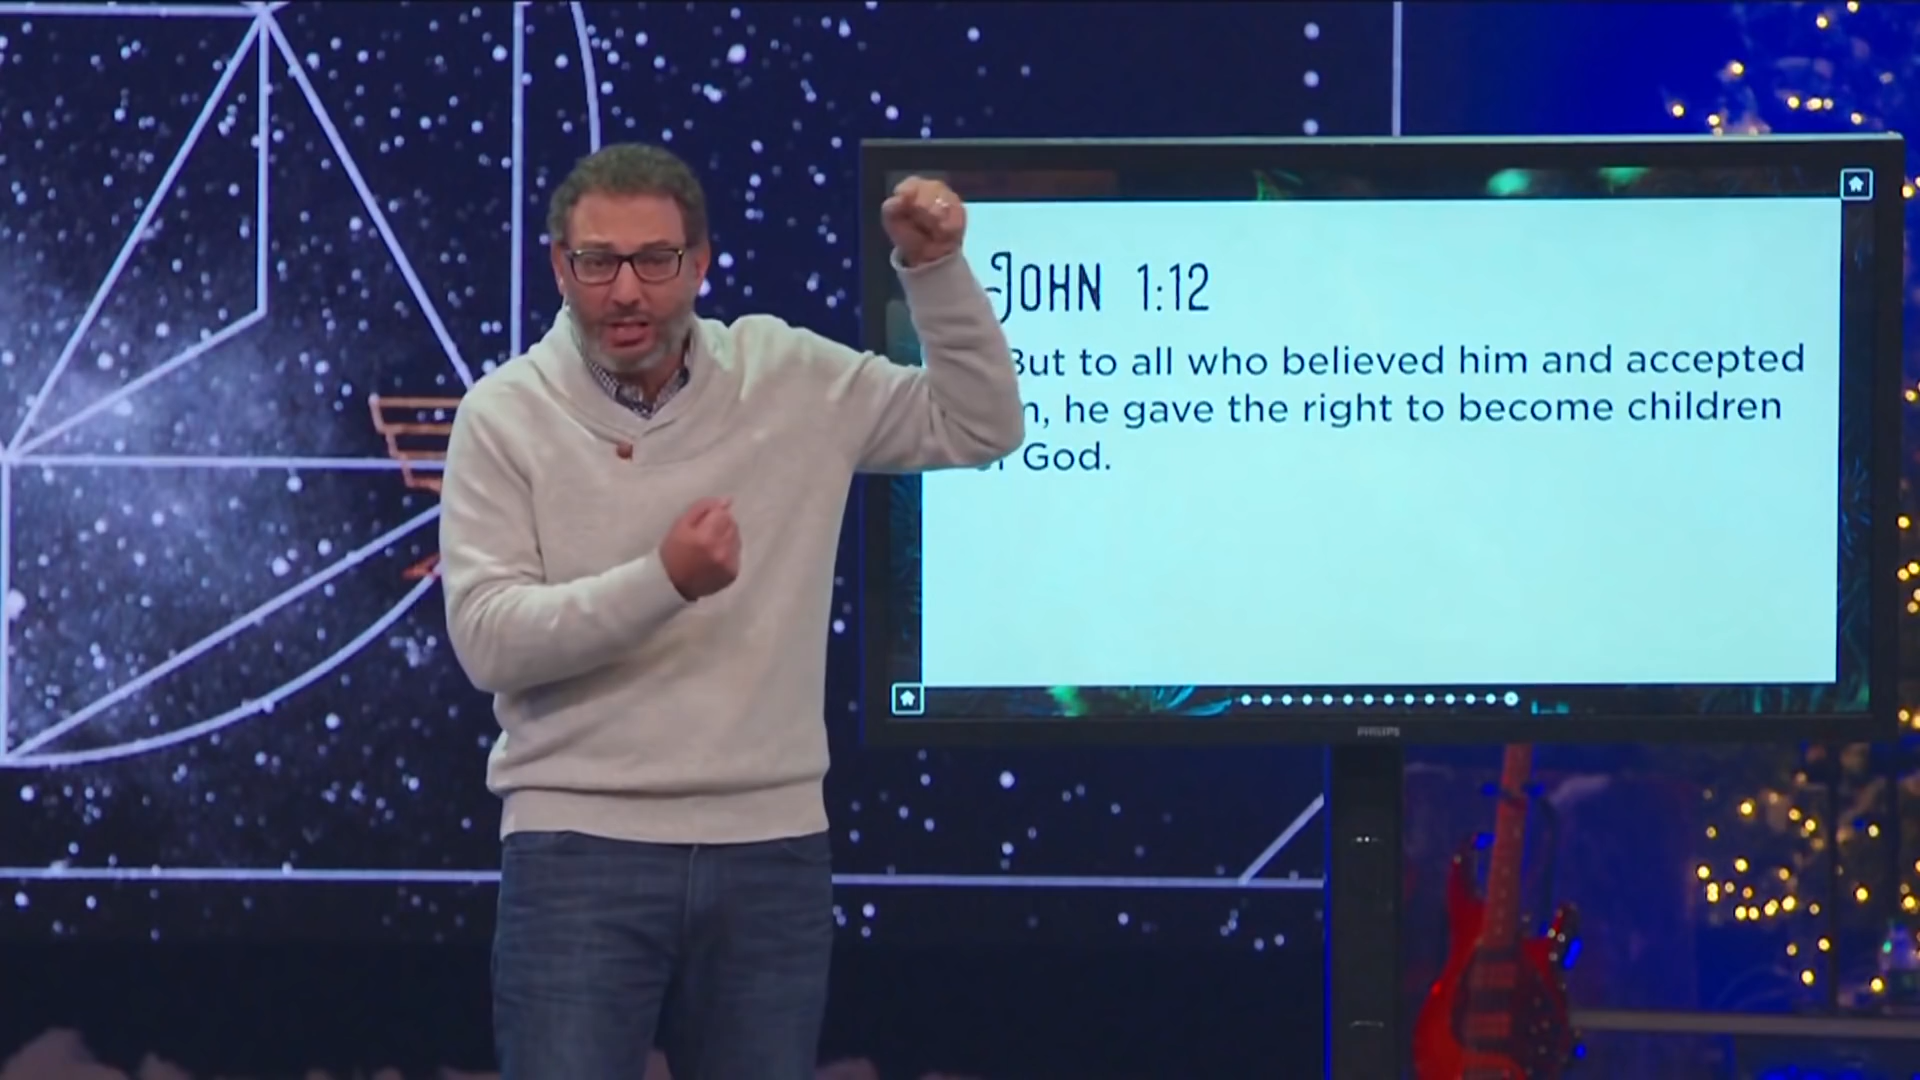 JOHN 1:12
But to all who believed him and accepted
he gave the right to become children
of God.
PHILIPS